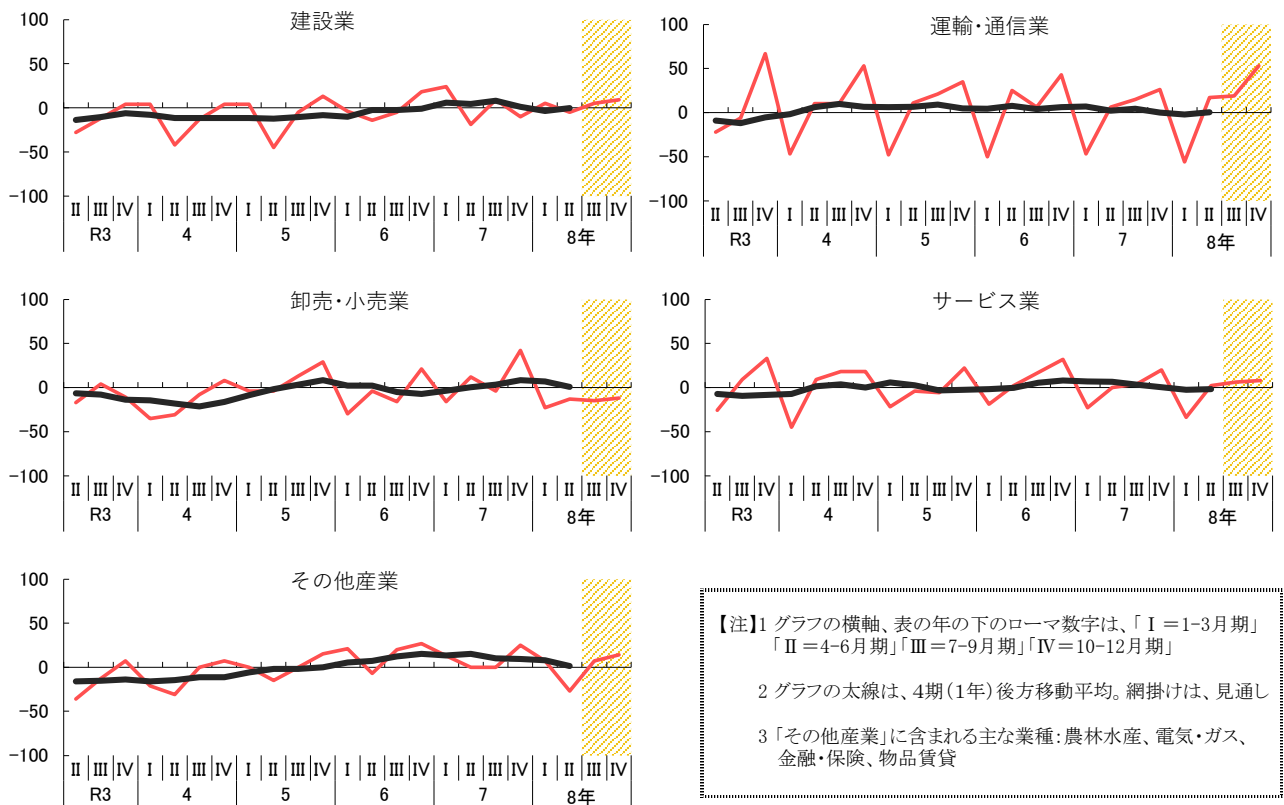 建設業
100
50
0
-50
-100
Ⅱ Ⅲ Ⅳ Ⅰ Ⅱ Ⅲ Ⅳ Ⅰ Ⅱ Ⅲ Ⅳ Ⅰ Ⅱ Ⅲ Ⅳ Ⅰ Ⅱ Ⅲ Ⅳ Ⅰ Ⅱ Ⅲ Ⅳ
R3 4 5 6 7 8年
運輸・通信業
100
50
0
-50
-100
Ⅱ Ⅲ Ⅳ Ⅰ Ⅱ Ⅲ Ⅳ Ⅰ Ⅱ Ⅲ Ⅳ Ⅰ Ⅱ Ⅲ Ⅳ Ⅰ Ⅱ Ⅲ Ⅳ Ⅰ Ⅱ Ⅲ Ⅳ
R3 4 5 6 7 8年
卸売・小売業
100
50
0
-50
-100
Ⅱ Ⅲ Ⅳ Ⅰ Ⅱ Ⅲ Ⅳ Ⅰ Ⅱ Ⅲ Ⅳ Ⅰ Ⅱ Ⅲ Ⅳ Ⅰ Ⅱ Ⅲ Ⅳ Ⅰ Ⅱ Ⅲ Ⅳ
R3 4 5 6 7 8年
サービス業
100
50
0
-50
-100
Ⅱ Ⅲ Ⅳ Ⅰ Ⅱ Ⅲ Ⅳ Ⅰ Ⅱ Ⅲ Ⅳ Ⅰ Ⅱ Ⅲ Ⅳ Ⅰ Ⅱ Ⅲ Ⅳ Ⅰ Ⅱ Ⅲ Ⅳ
R3 4 5 6 7 8年
その他産業
100
50
0
-50
-100
Ⅱ Ⅲ Ⅳ Ⅰ Ⅱ Ⅲ Ⅳ Ⅰ Ⅱ Ⅲ Ⅳ Ⅰ Ⅱ Ⅲ Ⅳ Ⅰ Ⅱ Ⅲ Ⅳ Ⅰ Ⅱ Ⅲ Ⅳ
R3 4 5 6 7 8年
【注】1 グラフの横軸、表の年の下のローマ数字は、「Ⅰ=1-3月期」
「Ⅱ=4-6月期」「Ⅲ=7-9月期」「Ⅳ=10-12月期」
2 グラフの太線は、4期(1年)後方移動平均。網掛けは、見通し
3 「その他産業」に含まれる主な業種:農林水産、電気・ガス、
金融・保険、物品賃貸